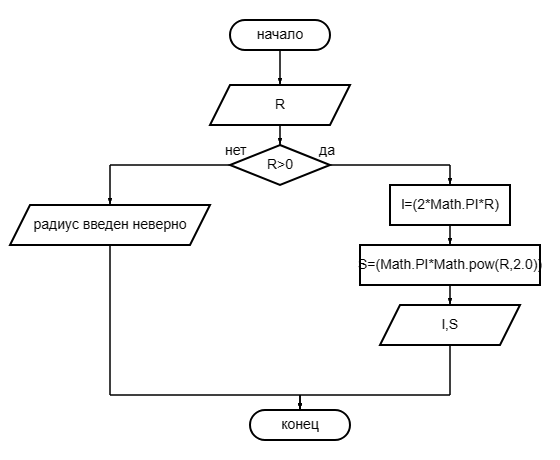 начало
R
нет
да
R>0
l=(2*Math.PI*R)
радиус введен неверно
S=(Math.PI*Math.pow(R,2.0))
l,S
конец